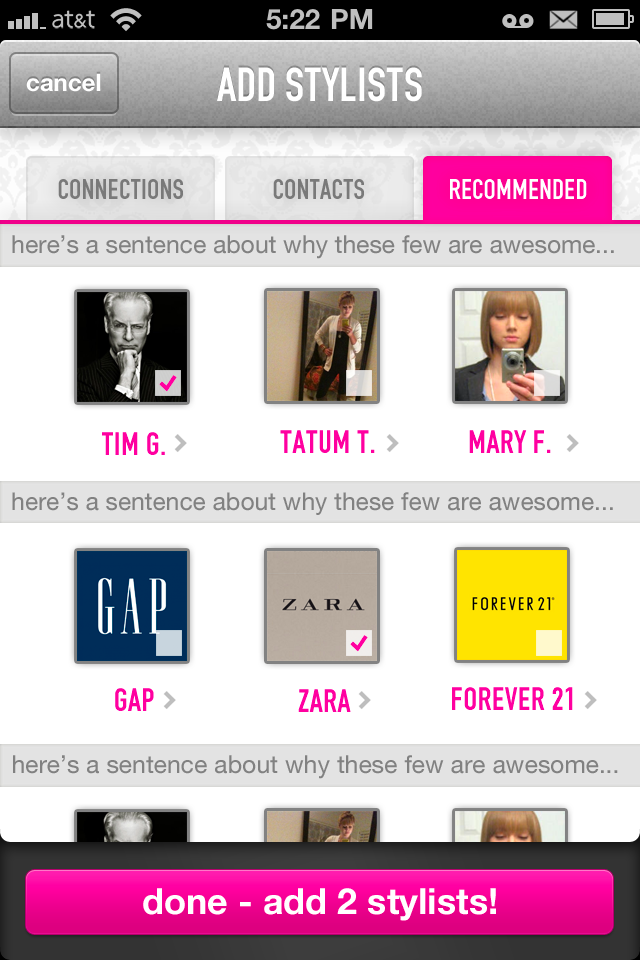 at&t 5:22 PM
cancel ADD STYLISTS
CONNECTIONS CONTACTS RECOMMENDED
here's a sentence about why these few are awesome...
TIM G. TATUM T. MARY F.
here's a sentence about why these few are awesome...
GAP ZARA FOREVER 21
GAP ZARA FOREVER 21
here's a sentence about why these few are awesome...
done - add 2 stylists!